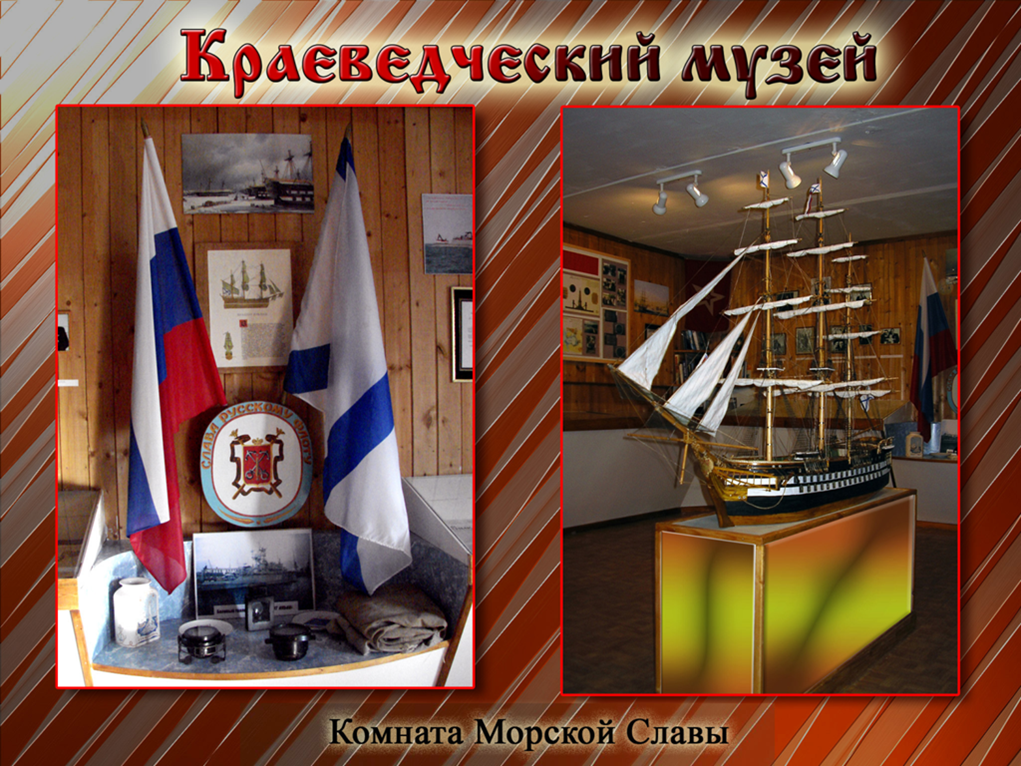 Краеведческий музей
СЛАВА РУССКОМУ ФЛОТУ
Комната Морской Славы